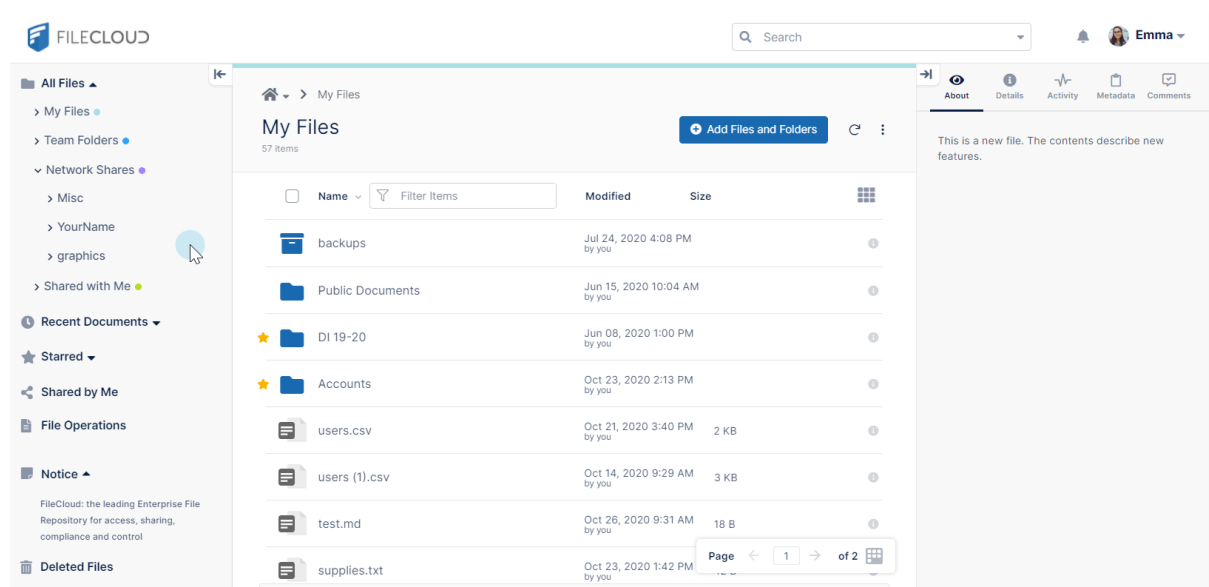 FILECLOUD
Search
Emma
All Files
My Files
Team Folders
Network Shares
Misc
YourName
graphics
Shared with Me
Recent Documents
Starred
Shared by Me
File Operations
Notice
FileCloud: the leading Enterprise File
Repository for access, sharing,
compliance and control
Deleted Files
My Files
My Files
57 items
Add Files and Folders
Name
Filter Items
Modified
Size
backups
Jul 24, 2020 4:08 PM
by you
Public Documents
Jun 15, 2020 10:04 AM
by you
DI 19-20
Jun 08, 2020 1:00 PM
by you
Accounts
Oct 23, 2020 2:13 PM
by you
users.csv
Oct 21, 2020 3:40 PM
by you
2 KB
users (1).csv
Oct 14, 2020 9:29 AM
by you
3 KB
test.md
Oct 26, 2020 9:31 AM
by you
18 B
supplies.txt
Oct 23, 2020 1:42 PM
by you
Page 1 of 2
About
Details
Activity
Metadata
Comments
This is a new file. The contents describe new
features.